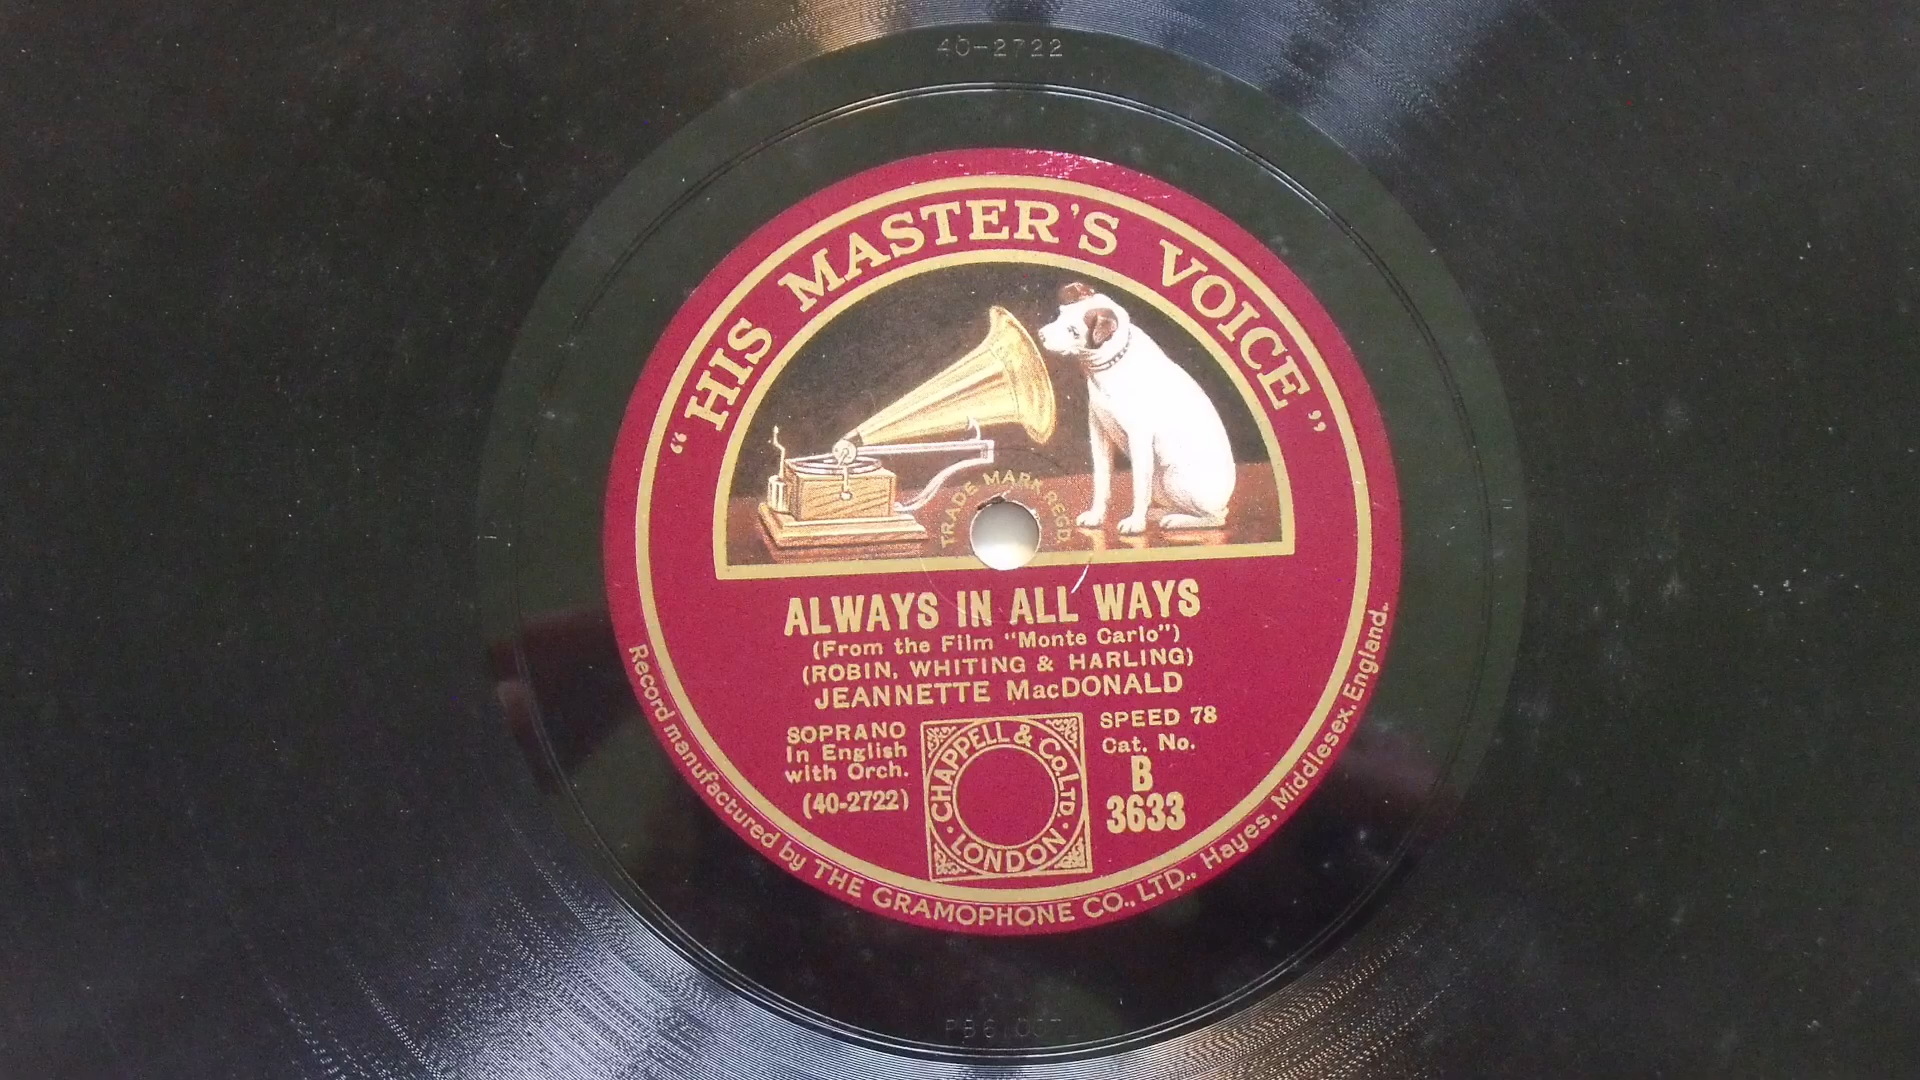 40-2722
"HIS MASTER'S VOICE"
TRADE MARK REGD.
ALWAYS IN ALL WAYS
(From the Film "Monte Carlo")
(ROBIN, WHITING & HARLING)
JEANNETTE MacDONALD
SOPRANO
In English
with Orch.
(40-2722)
CHAPPELL & Co. LTD.
· LONDON ·
SPEED 78
Cat. No.
B
3633
Record manufactured by THE GRAMOPHONE CO., LTD., Hayes, Middlesex, England.